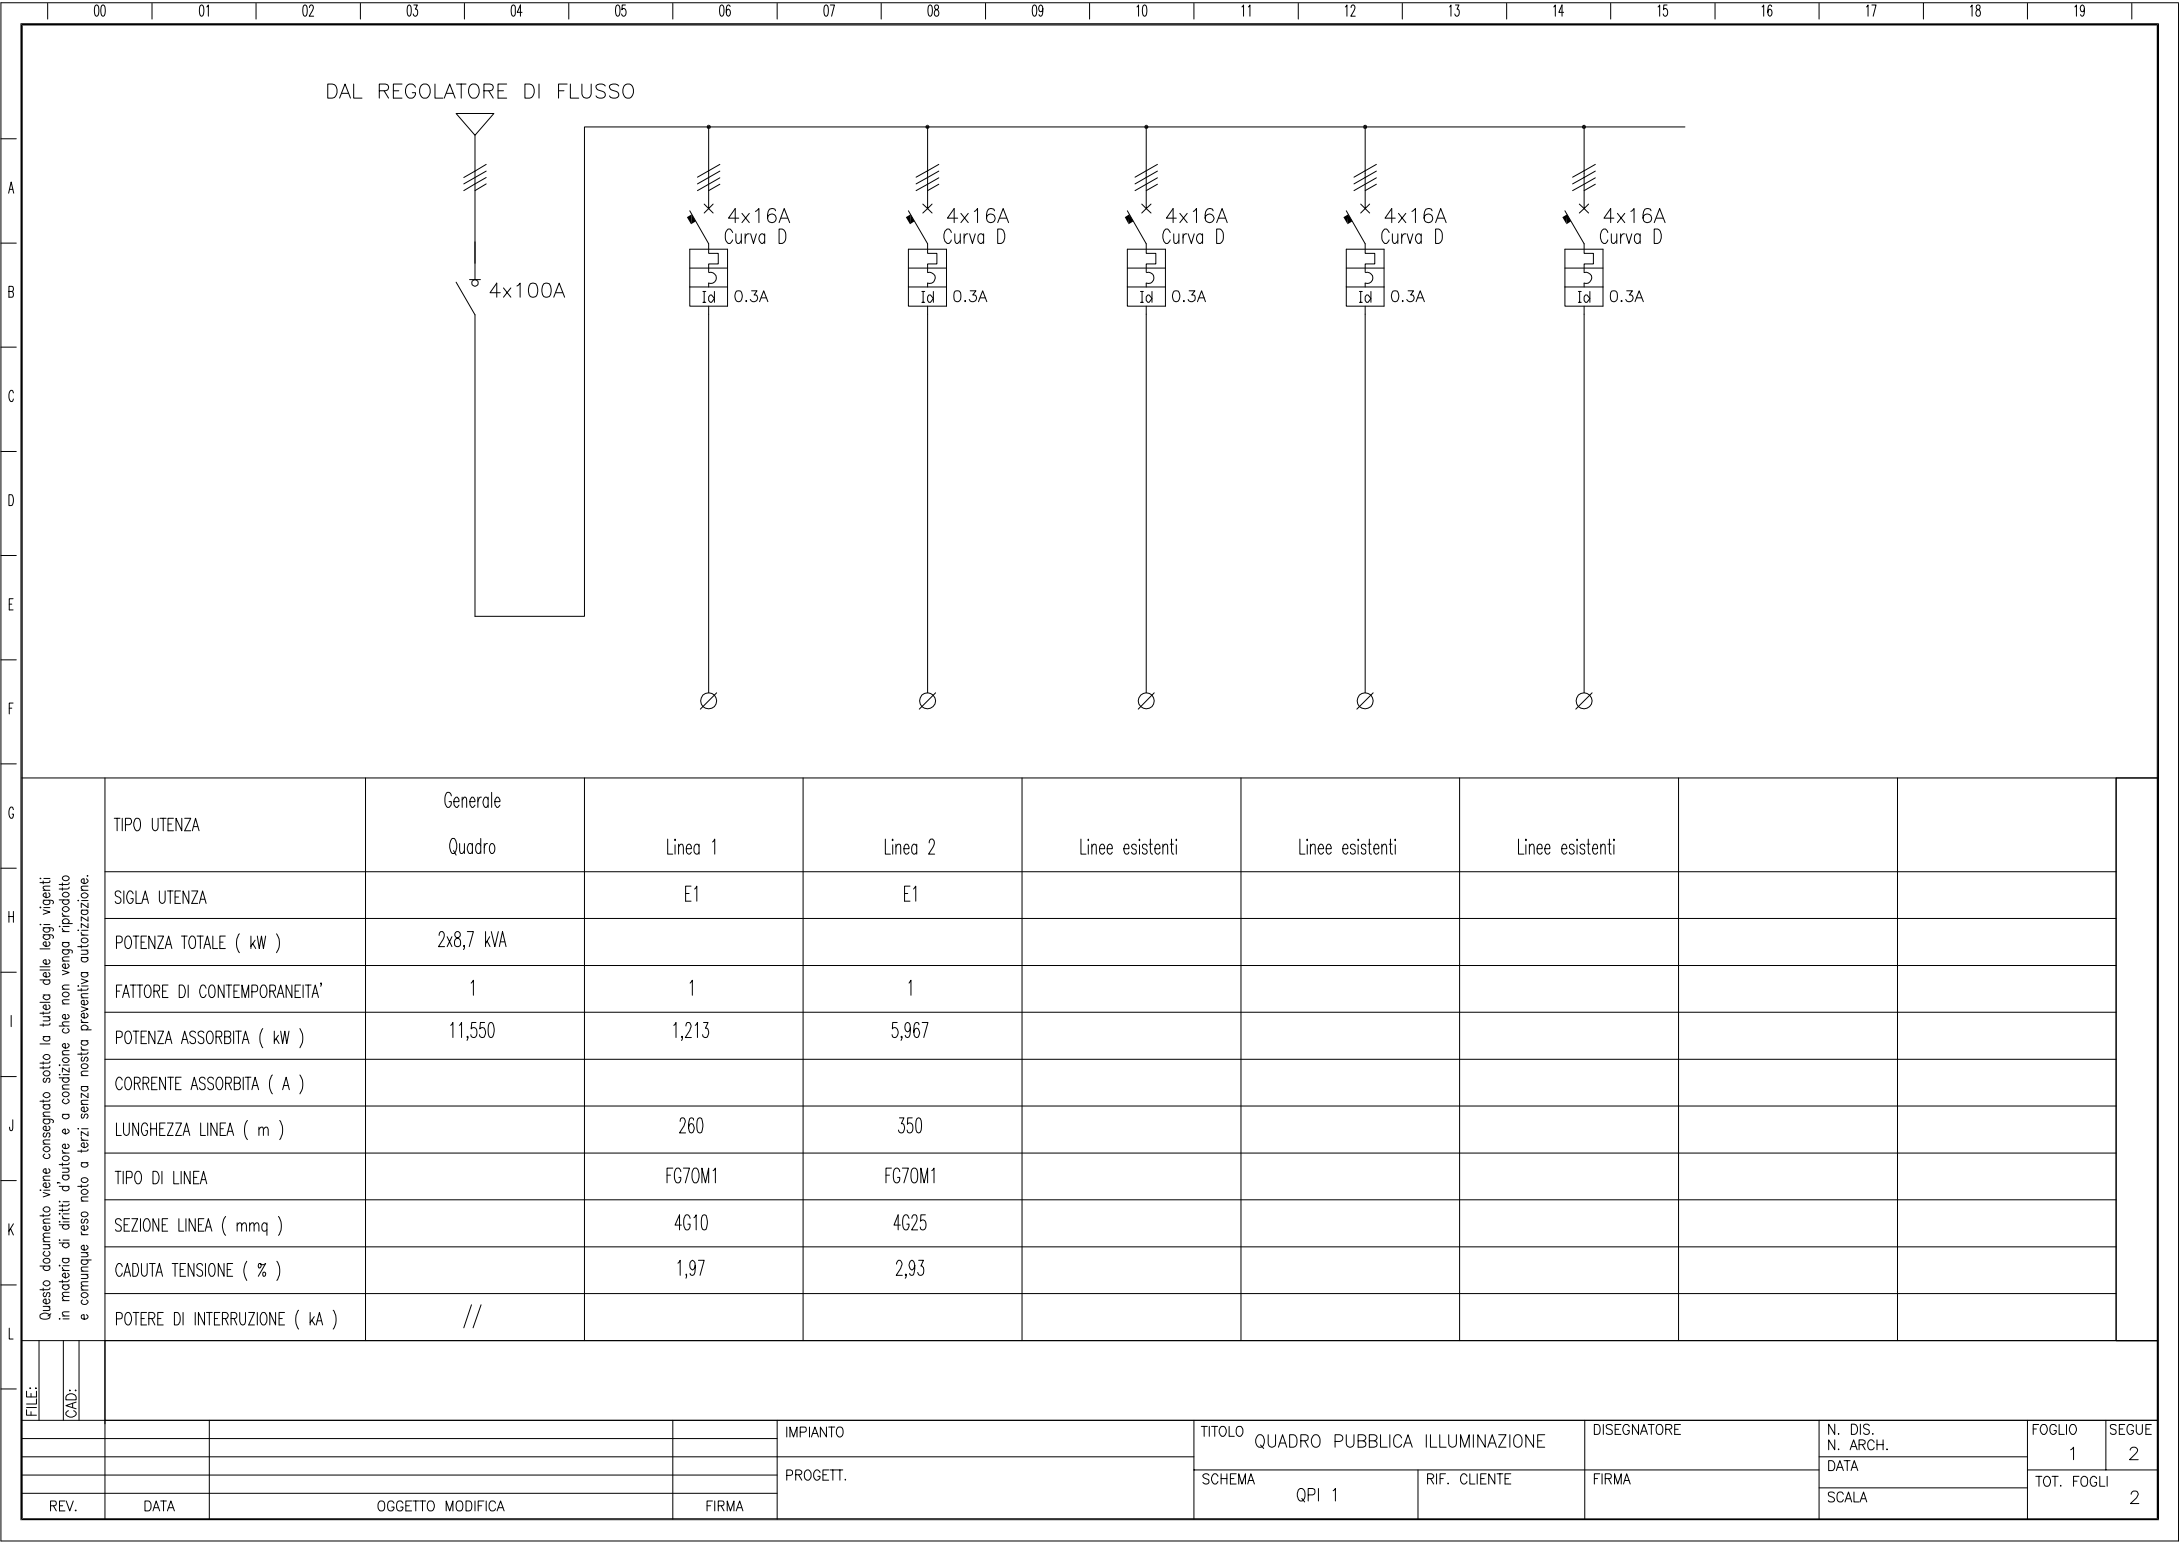 00 01 02 03 04 05 06 07 08 09 10 11 12 13 14 15 16 17 18 19
DAL REGOLATORE DI FLUSSO
A
4x16A 4x16A 4x16A 4x16A 4x16A
Curva D Curva D Curva D Curva D Curva D
B
4x100A
Id 0.3A Id 0.3A Id 0.3A Id 0.3A Id 0.3A
C
D
E
F
G
H
I
J
K
L
TIPO UTENZA
Generale
Quadro Linea 1 Linea 2 Linee esistenti Linee esistenti Linee esistenti
SIGLA UTENZA E1 E1
POTENZA TOTALE ( kW ) 2x8,7 kVA
FATTORE DI CONTEMPORANEITA' 1 1 1
POTENZA ASSORBITA ( kW ) 11,550 1,213 5,967
CORRENTE ASSORBITA ( A )
LUNGHEZZA LINEA ( m ) 260 350
TIPO DI LINEA FG7OM1 FG7OM1
SEZIONE LINEA ( mmq ) 4G10 4G25
CADUTA TENSIONE ( % ) 1,97 2,93
POTERE DI INTERRUZIONE ( kA ) //
Questo documento viene consegnato sotto la tutela delle leggi vigenti
in materia di diritti d'autore e a condizione che non venga riprodotto
e comunque reso noto a terzi senza nostra preventiva autorizzazione.
FILE:
CAD:
REV. DATA OGGETTO MODIFICA FIRMA
IMPIANTO
PROGETT.
TITOLO QUADRO PUBBLICA ILLUMINAZIONE
SCHEMA QPI 1
RIF. CLIENTE
DISEGNATORE
FIRMA
N. DIS.
N. ARCH.
DATA
SCALA
FOGLIO 1
SEGUE 2
TOT. FOGLI 2